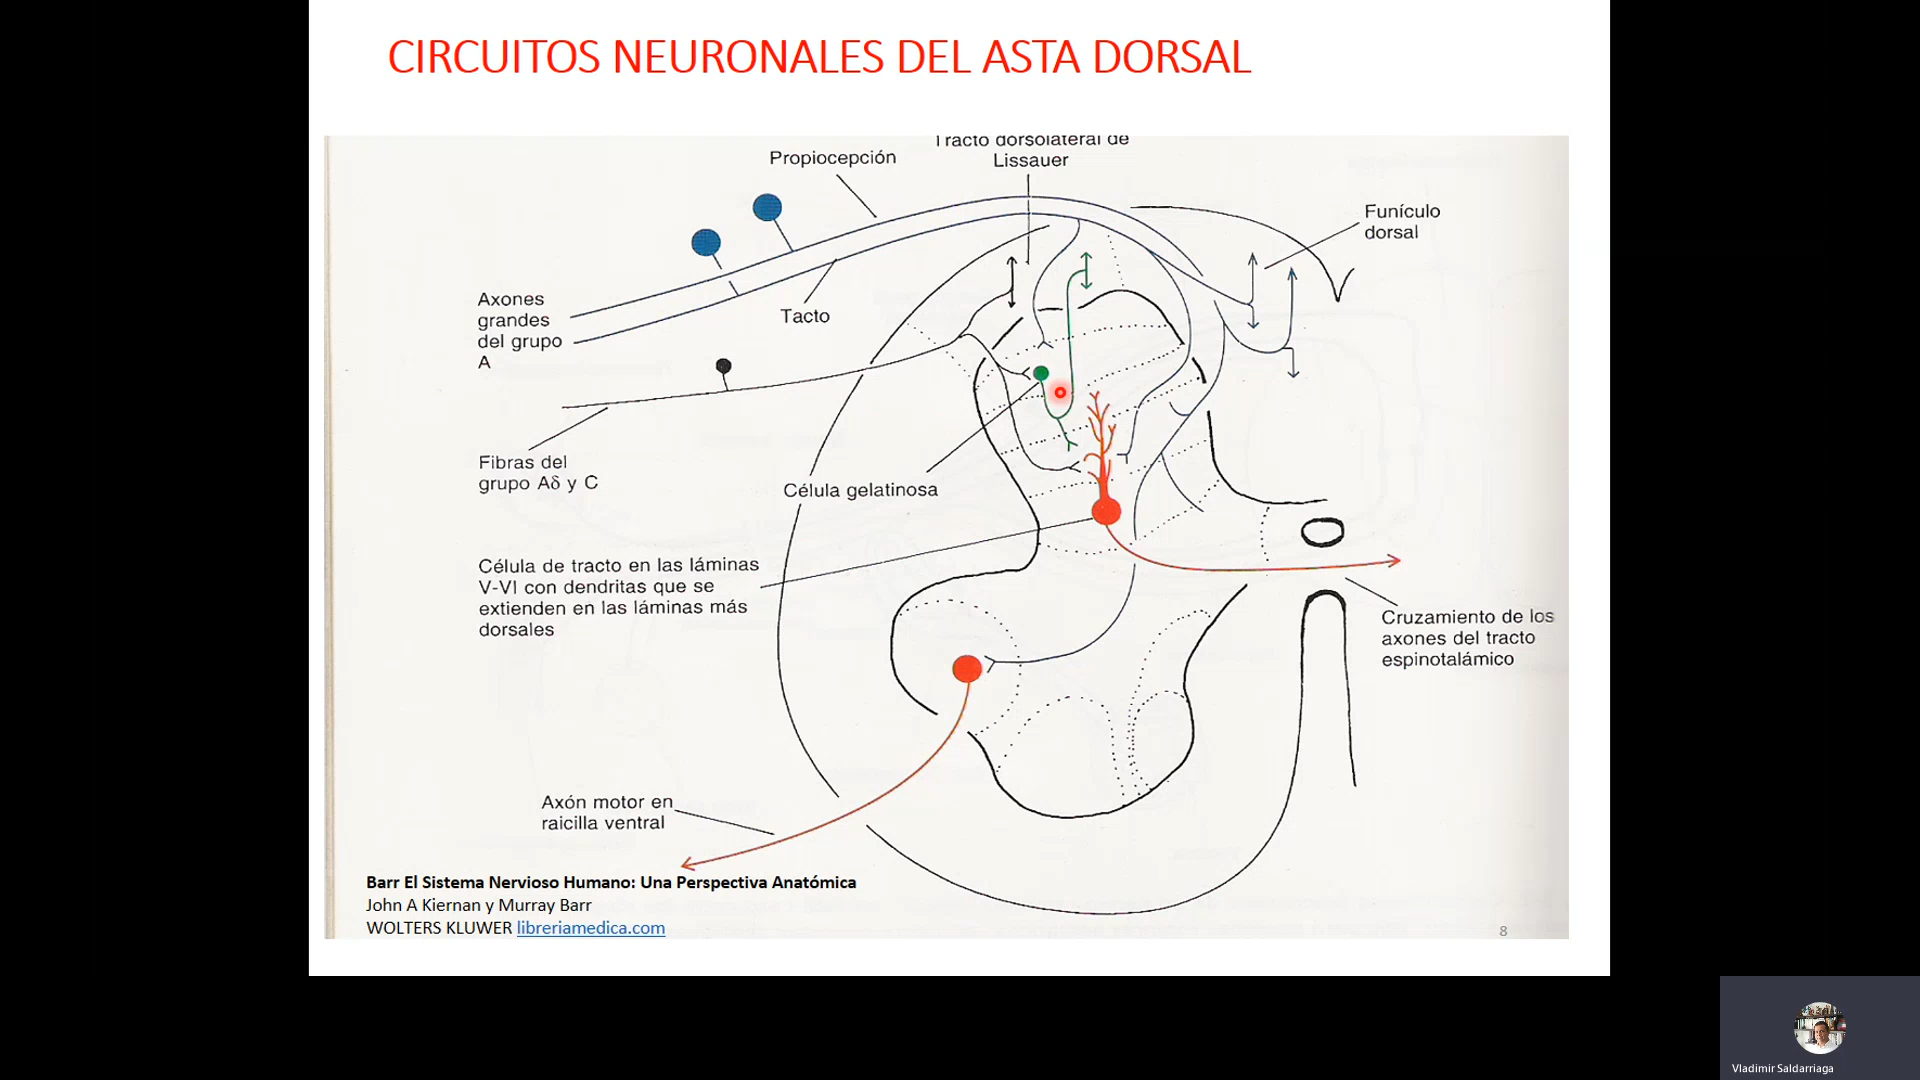 CIRCUITOS NEURONALES DEL ASTA DORSAL
Propiocepción
Tracto dorsolateral de
Lissauer
Funículo
dorsal
Axones
grandes
del grupo
A
Tacto
Fibras del
grupo Aδ y C
Célula gelatinosa
Célula de tracto en las láminas
V-VI con dendritas que se
extienden en las láminas más
dorsales
Cruzamiento de los
axones del tracto
espinotalámico
Axón motor en
raicilla ventral
Barr El Sistema Nervioso Humano: Una Perspectiva Anatómica
John A Kiernan y Murray Barr
WOLTERS KLUWER libreriamedica.com
8
Vladimir Saldarriaga